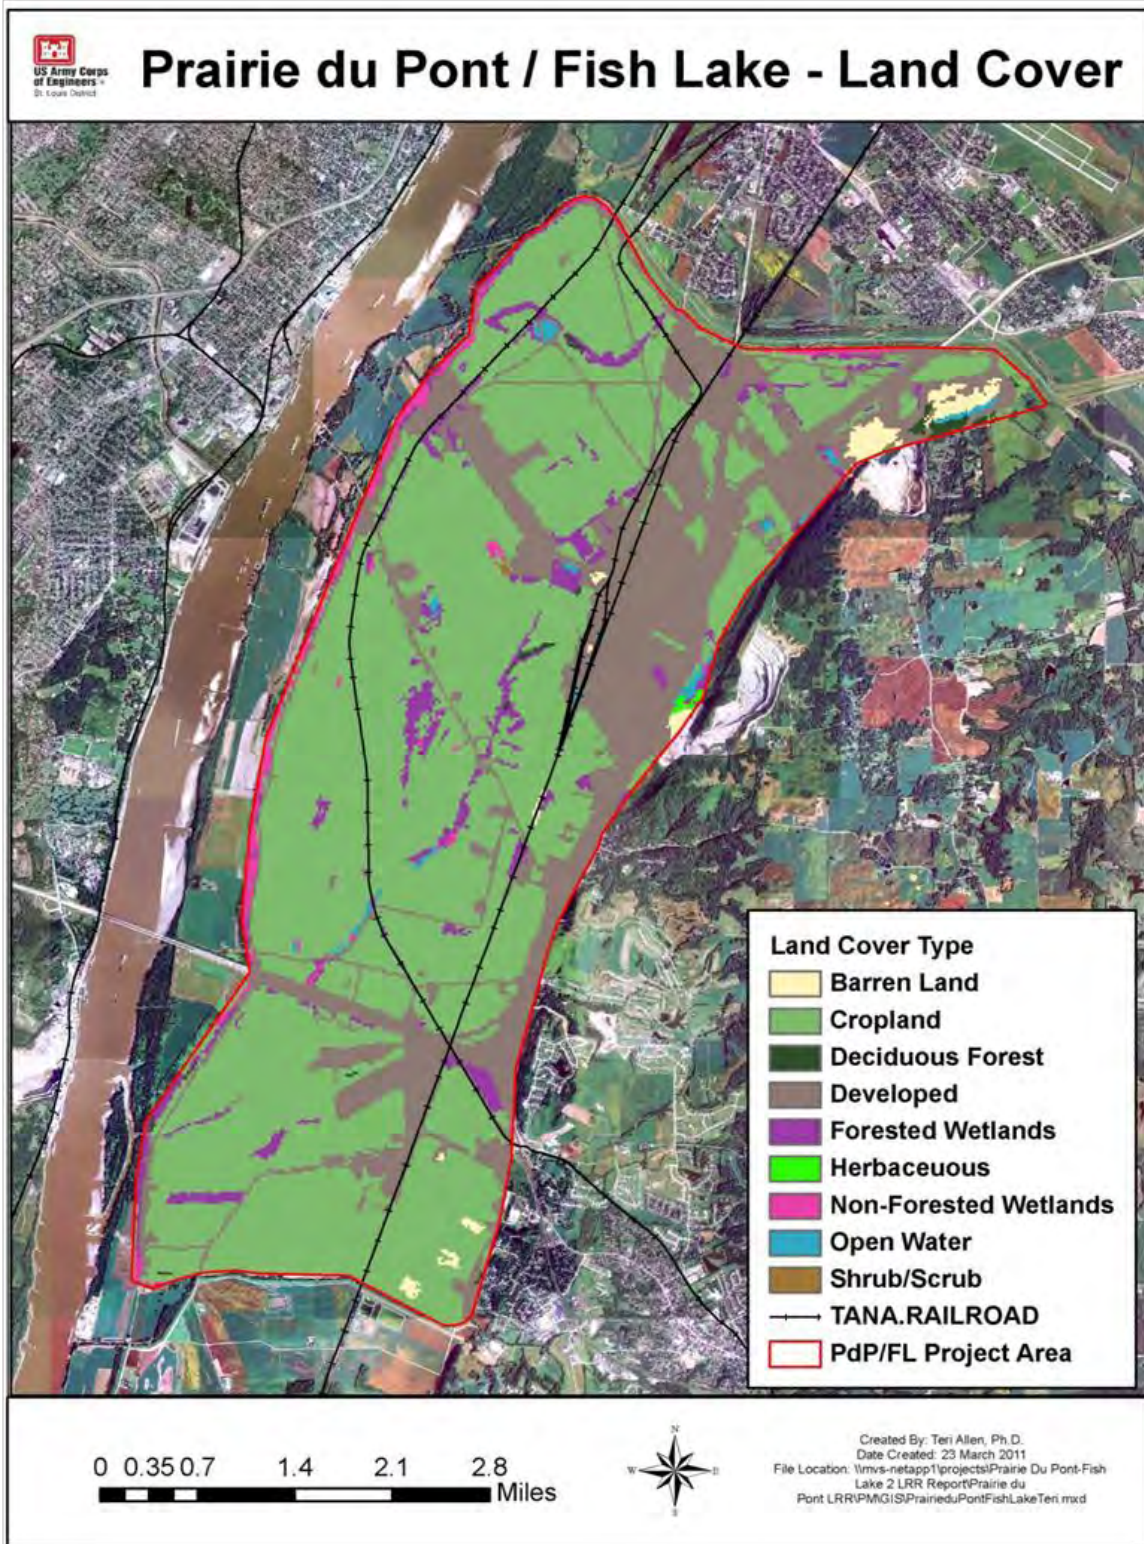 US Army Corps
of Engineers ®
St. Louis District
Prairie du Pont / Fish Lake - Land Cover
Land Cover Type
Barren Land
Cropland
Deciduous Forest
Developed
Forested Wetlands
Herbaceuous
Non-Forested Wetlands
Open Water
Shrub/Scrub
TANA.RAILROAD
PdP/FL Project Area
0 0.35 0.7 1.4 2.1 2.8
Miles
N
W E
S
Created By: Teri Allen, Ph.D.
Date Created: 23 March 2011
File Location: \\mvs-netapp1\projects\Prairie Du Pont-Fish
Lake 2 LRR Report\Prairie du
Pont LRR\PM\GIS\PrairieduPontFishLakeTeri.mxd